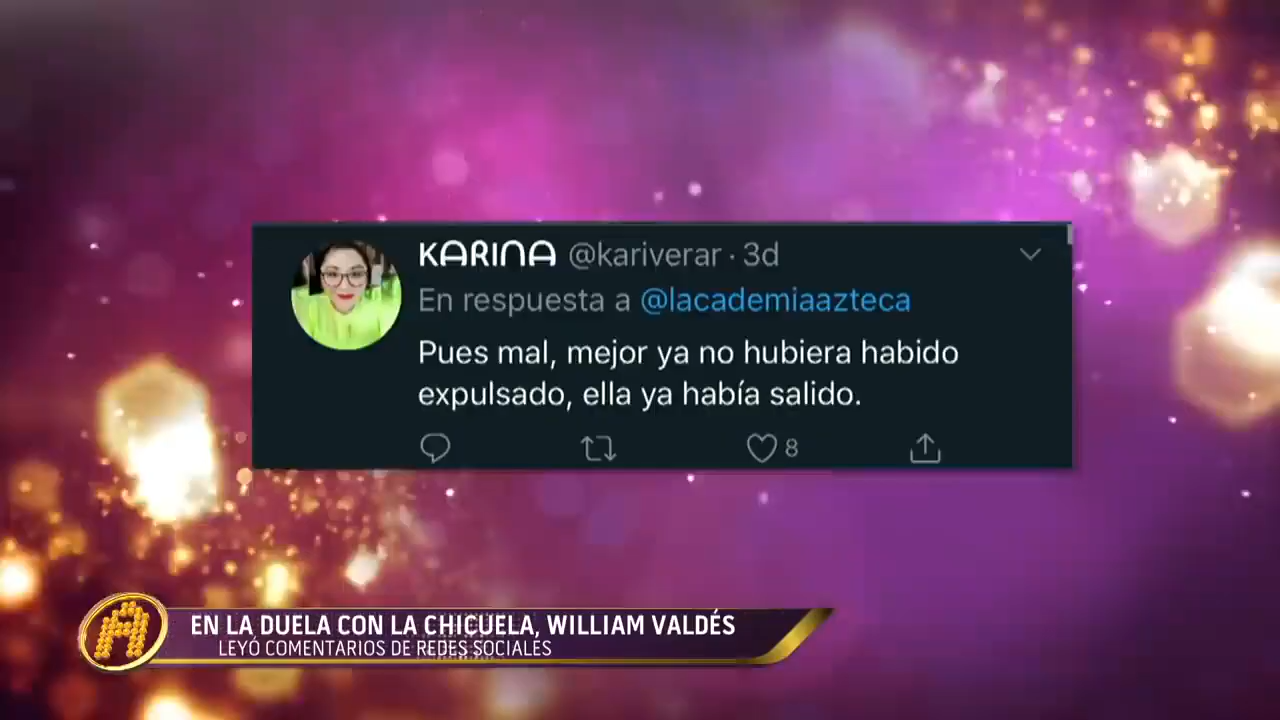 KARINA @kariverar · 3d
En respuesta a @lacademiaazteca
Pues mal, mejor ya no hubiera habido
expulsado, ella ya había salido.
8
EN LA DUELA CON LA CHICUELA, WILLIAM VALDÉS
LEYÓ COMENTARIOS DE REDES SOCIALES